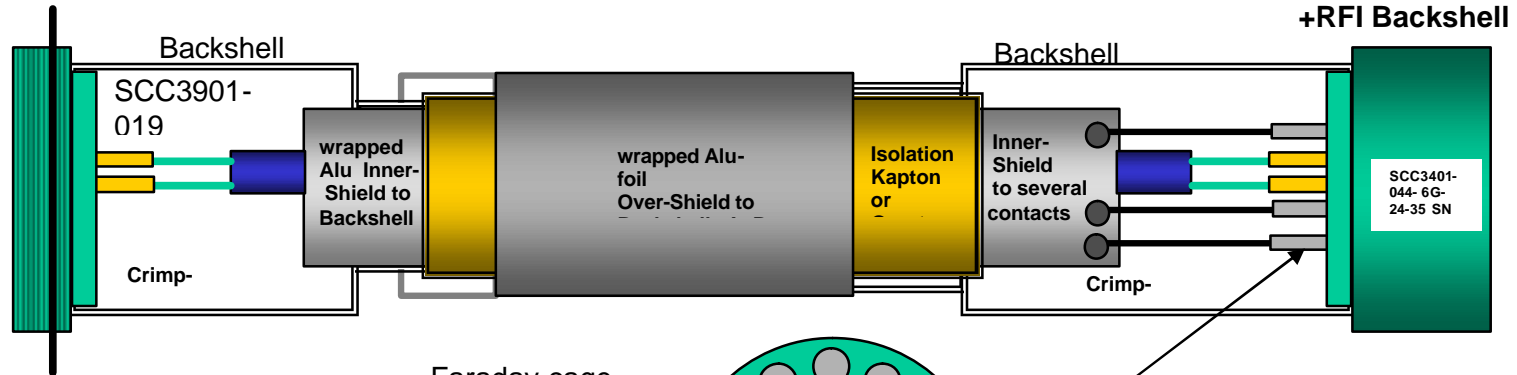 +RFI Backshell
Backshell
Backshell
SCC3901-
019
wrapped
Alu Inner-
Shield to
Backshell
Crimp-
wrapped Alu-
foil
Over-Shield to
Isolation
Kapton
or
Inner-
Shield
to several
contacts
Crimp-
SCC3401-
044- 6G-
24-35 SN
Faraday cage